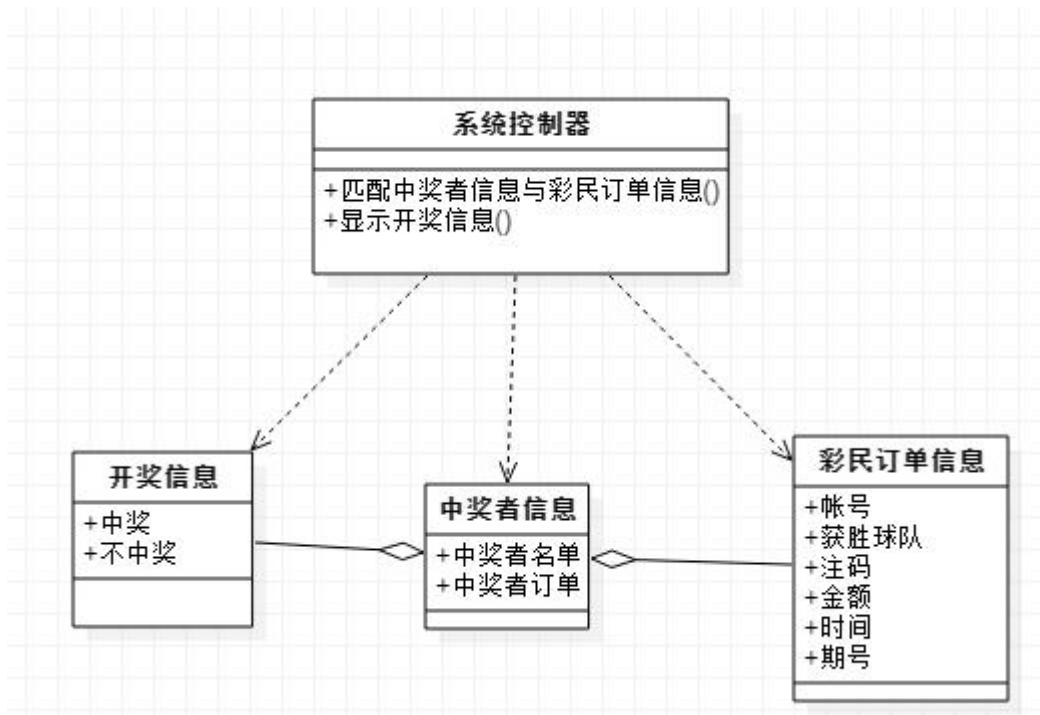 系统控制器
+匹配中奖者信息与彩民订单信息()
+显示开奖信息()
开奖信息
+中奖
+不中奖
中奖者信息
+中奖者名单
+中奖者订单
彩民订单信息
+帐号
+获胜球队
+注码
+金额
+时间
+期号